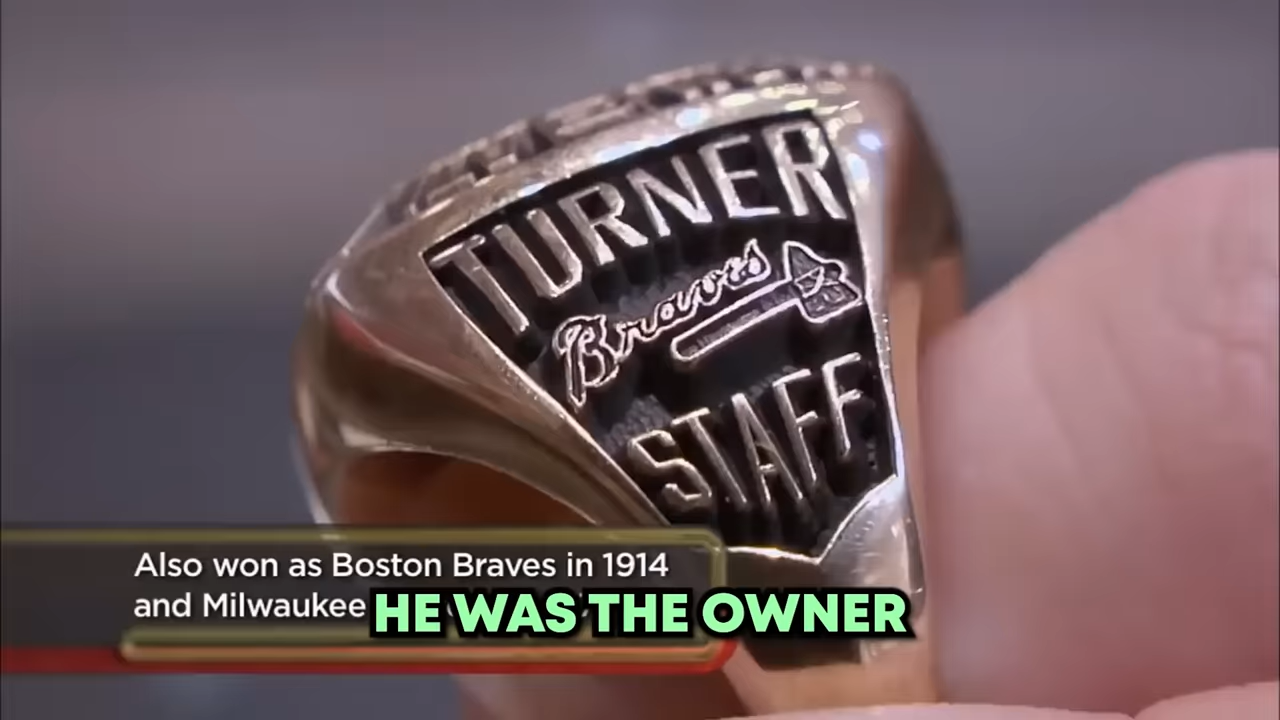 TURNER
Braves
STAFF
Also won as Boston Braves in 1914
and Milwaukee
HE WAS THE OWNER